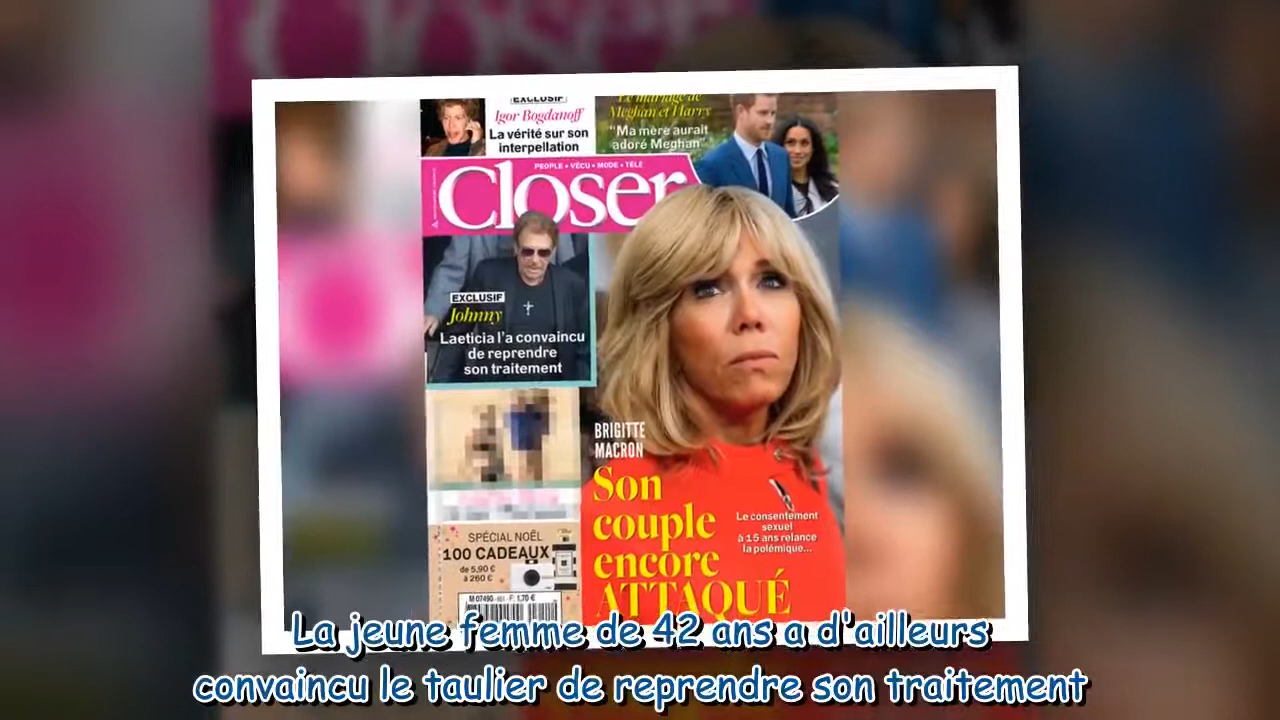 EXCLUSIF
Igor Bogdanoff
La vérité sur son
interpellation
Le mariage de
Meghan et Harry
"Ma mère aurait
adoré Meghan"
PEOPLE • VÉCU • MODE • TÉLÉ
Closer
EXCLUSIF
Johnny
Laeticia l'a convaincu
de reprendre
son traitement
BRIGITTE
MACRON
Son
couple
encore
ATTAQUÉ
Le consentement
sexuel
à 15 ans relance
la polémique...
SPÉCIAL NOËL
100 CADEAUX
de 5,90 €
à 260 €
La jeune femme de 42 ans a d'ailleurs
convaincu le taulier de reprendre son traitement